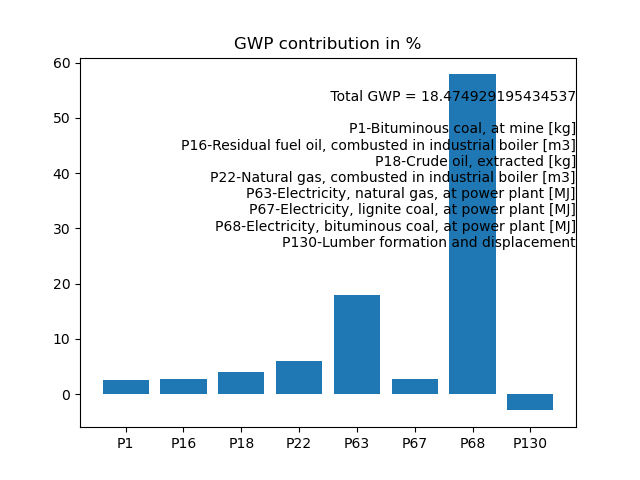 GWP contribution in %
60
50
40
30
20
10
0
Total GWP = 18.474929195434537
P1-Bituminous coal, at mine [kg]
P16-Residual fuel oil, combusted in industrial boiler [m3]
P18-Crude oil, extracted [kg]
P22-Natural gas, combusted in industrial boiler [m3]
P63-Electricity, natural gas, at power plant [MJ]
P67-Electricity, lignite coal, at power plant [MJ]
P68-Electricity, bituminous coal, at power plant [MJ]
P130-Lumber formation and displacement
P1 P16 P18 P22 P63 P67 P68 P130